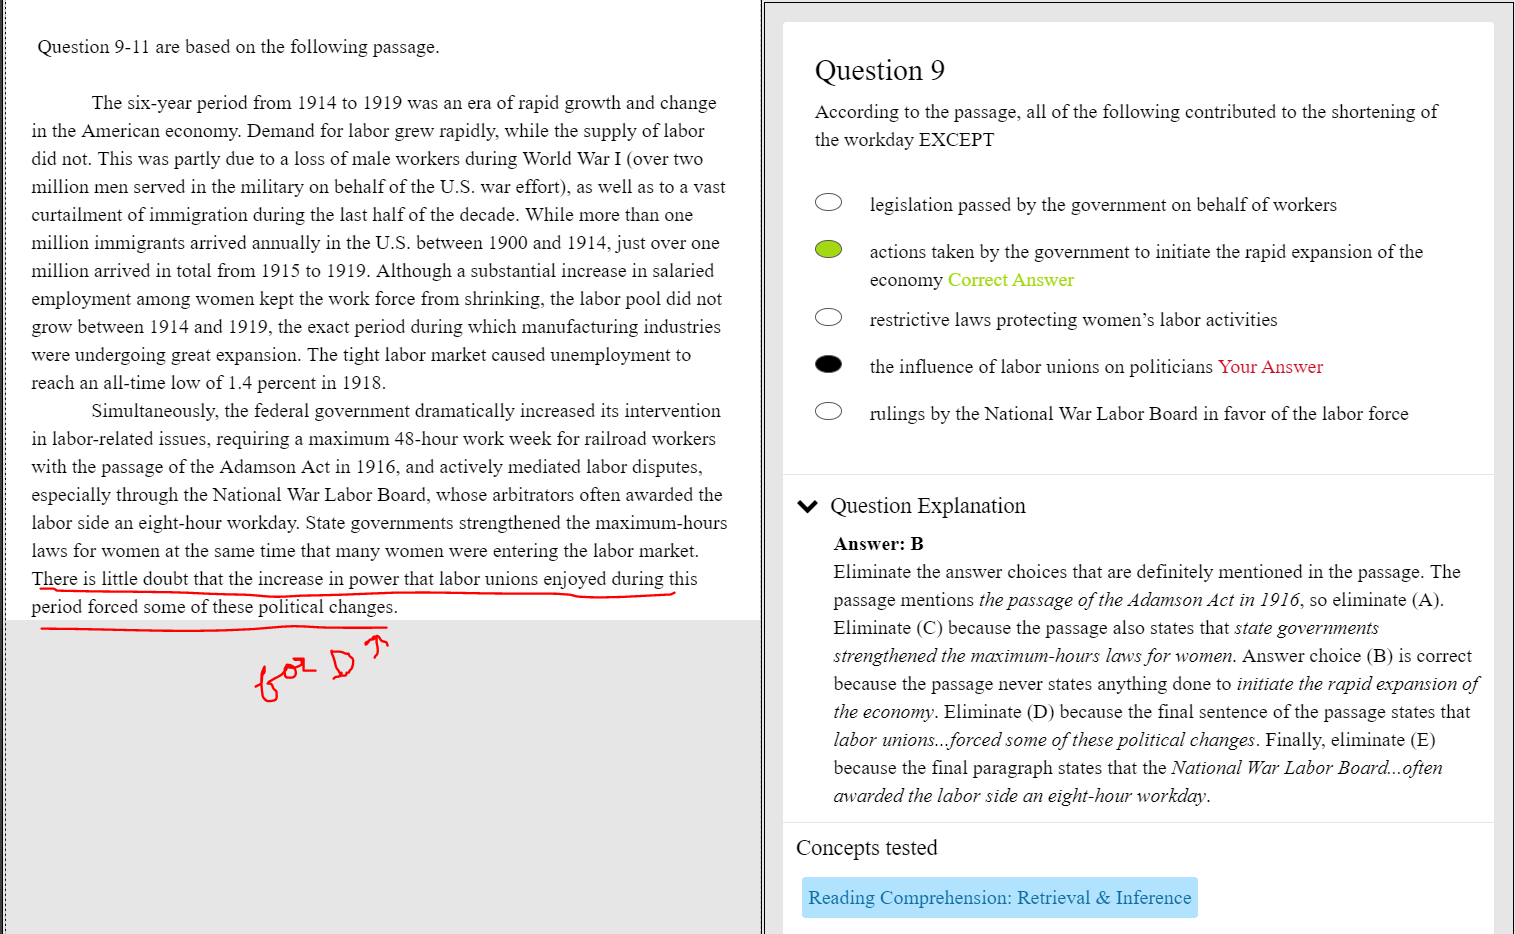 Question 9-11 are based on the following passage.
The six-year period from 1914 to 1919 was an era of rapid growth and change
in the American economy. Demand for labor grew rapidly, while the supply of labor
did not. This was partly due to a loss of male workers during World War I (over two
million men served in the military on behalf of the U.S. war effort), as well as to a vast
curtailment of immigration during the last half of the decade. While more than one
million immigrants arrived annually in the U.S. between 1900 and 1914, just over one
million arrived in total from 1915 to 1919. Although a substantial increase in salaried
employment among women kept the work force from shrinking, the labor pool did not
grow between 1914 and 1919, the exact period during which manufacturing industries
were undergoing great expansion. The tight labor market caused unemployment to
reach an all-time low of 1.4 percent in 1918.
Simultaneously, the federal government dramatically increased its intervention
in labor-related issues, requiring a maximum 48-hour work week for railroad workers
with the passage of the Adamson Act in 1916, and actively mediated labor disputes,
especially through the National War Labor Board, whose arbitrators often awarded the
labor side an eight-hour workday. State governments strengthened the maximum-hours
laws for women at the same time that many women were entering the labor market.
There is little doubt that the increase in power that labor unions enjoyed during this
period forced some of these political changes.
for D ↑
Question 9
According to the passage, all of the following contributed to the shortening of
the workday EXCEPT
legislation passed by the government on behalf of workers
actions taken by the government to initiate the rapid expansion of the
economy Correct Answer
restrictive laws protecting women’s labor activities
the influence of labor unions on politicians Your Answer
rulings by the National War Labor Board in favor of the labor force
Question Explanation
Answer: B
Eliminate the answer choices that are definitely mentioned in the passage. The
passage mentions the passage of the Adamson Act in 1916, so eliminate (A).
Eliminate (C) because the passage also states that state governments
strengthened the maximum-hours laws for women. Answer choice (B) is correct
because the passage never states anything done to initiate the rapid expansion of
the economy. Eliminate (D) because the final sentence of the passage states that
labor unions...forced some of these political changes. Finally, eliminate (E)
because the final paragraph states that the National War Labor Board...often
awarded the labor side an eight-hour workday.
Concepts tested
Reading Comprehension: Retrieval & Inference